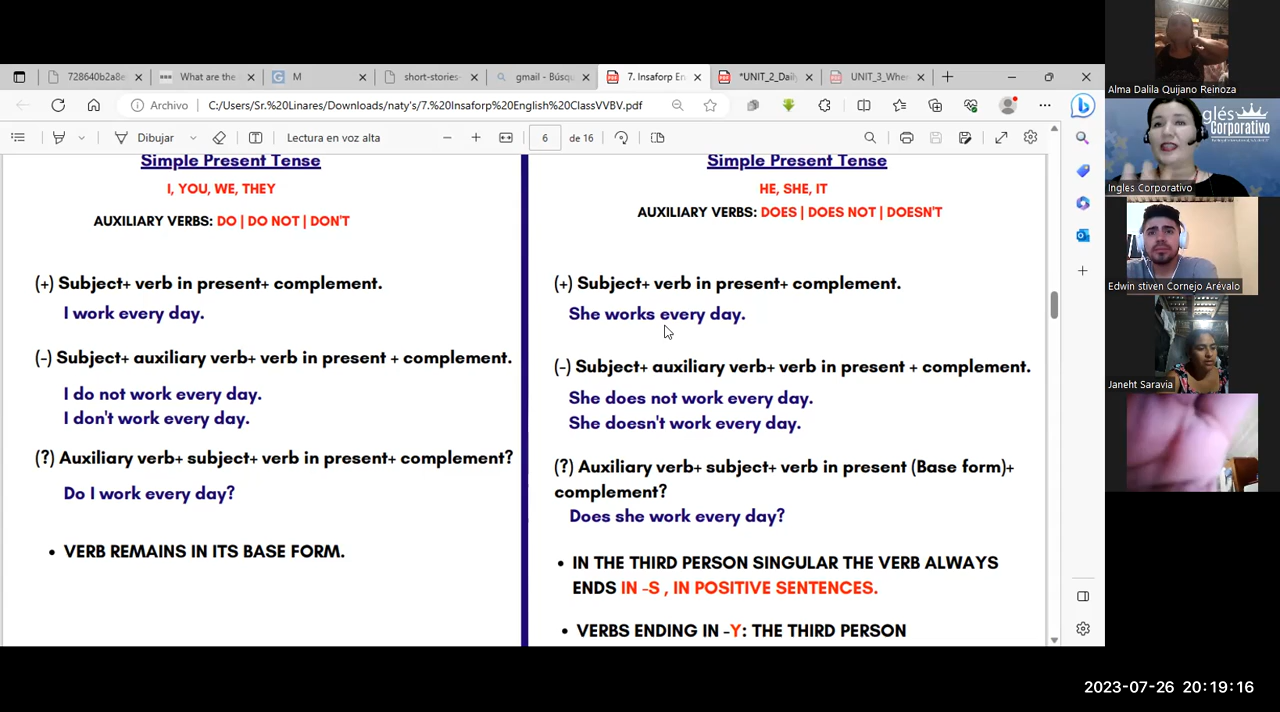 728640b2a8e
What are the
M
short-stories-
gmail - Búsqu
7. Insaforp En
*UNIT_2_Daily
UNIT_3_Wher
Archivo
C:/Users/Sr.%20Linares/Downloads/naty's/7.%20Insaforp%20English%20ClassVVBV.pdf
Dibujar
Lectura en voz alta
6
de 16
Simple Present Tense
I, YOU, WE, THEY
AUXILIARY VERBS: DO | DO NOT | DON'T
(+) Subject+ verb in present+ complement.
I work every day.
(-) Subject+ auxiliary verb+ verb in present + complement.
I do not work every day.
I don't work every day.
(?) Auxiliary verb+ subject+ verb in present+ complement?
Do I work every day?
• VERB REMAINS IN ITS BASE FORM.
Simple Present Tense
HE, SHE, IT
AUXILIARY VERBS: DOES | DOES NOT | DOESN'T
(+) Subject+ verb in present+ complement.
She works every day.
(-) Subject+ auxiliary verb+ verb in present + complement.
She does not work every day.
She doesn't work every day.
(?) Auxiliary verb+ subject+ verb in present (Base form)+
complement?
Does she work every day?
• IN THE THIRD PERSON SINGULAR THE VERB ALWAYS
ENDS IN -S , IN POSITIVE SENTENCES.
• VERBS ENDING IN -Y: THE THIRD PERSON
Alma Dalila Quijano Reinoza
glés
Corporativo
Ingles Corporativo
Edwin stiven Cornejo Arévalo
Janeht Saravia
2023-07-26 20:19:16